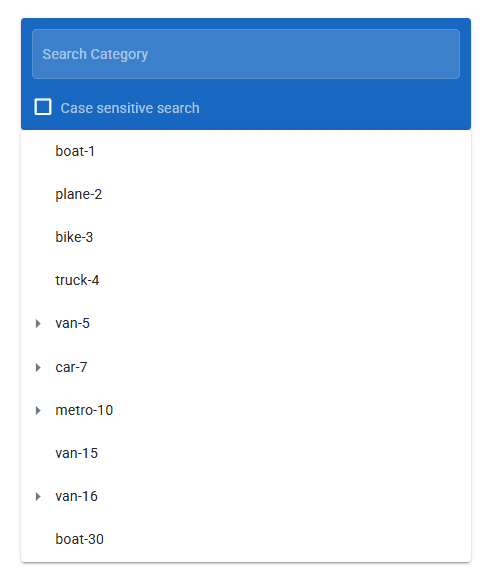 Search Category
Case sensitive search
boat-1
plane-2
bike-3
truck-4
van-5
car-7
metro-10
van-15
van-16
boat-30